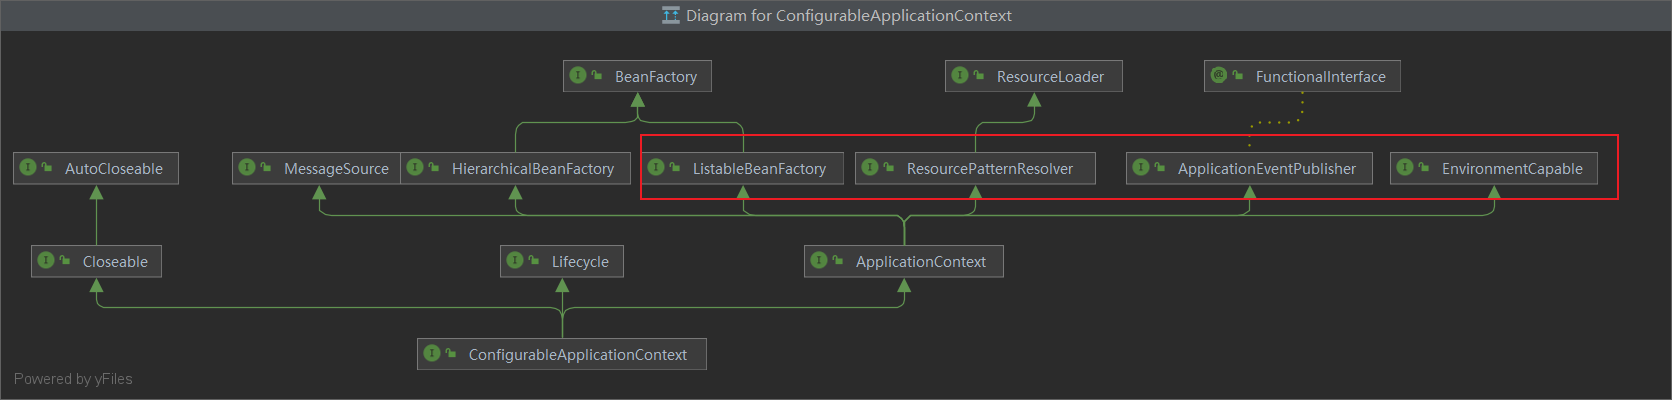 Diagram for ConfigurableApplicationContext
BeanFactory
ResourceLoader
FunctionalInterface
AutoCloseable
MessageSource
HierarchicalBeanFactory
ListableBeanFactory
ResourcePatternResolver
ApplicationEventPublisher
EnvironmentCapable
Closeable
Lifecycle
ApplicationContext
ConfigurableApplicationContext
Powered by yFiles